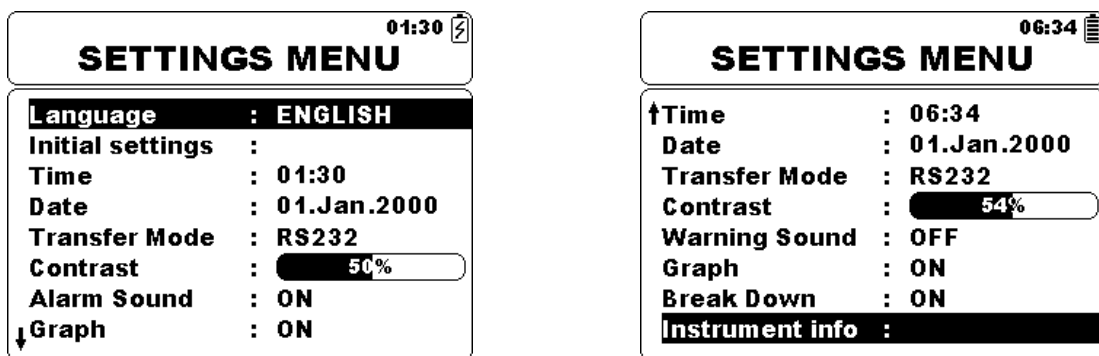 01:30
SETTINGS MENU
Language : ENGLISH
Initial settings :
Time : 01:30
Date : 01.Jan.2000
Transfer Mode : RS232
Contrast : 50%
Alarm Sound : ON
Graph : ON
06:34
SETTINGS MENU
Time : 06:34
Date : 01.Jan.2000
Transfer Mode : RS232
Contrast : 54%
Warning Sound : OFF
Graph : ON
Break Down : ON
Instrument info :